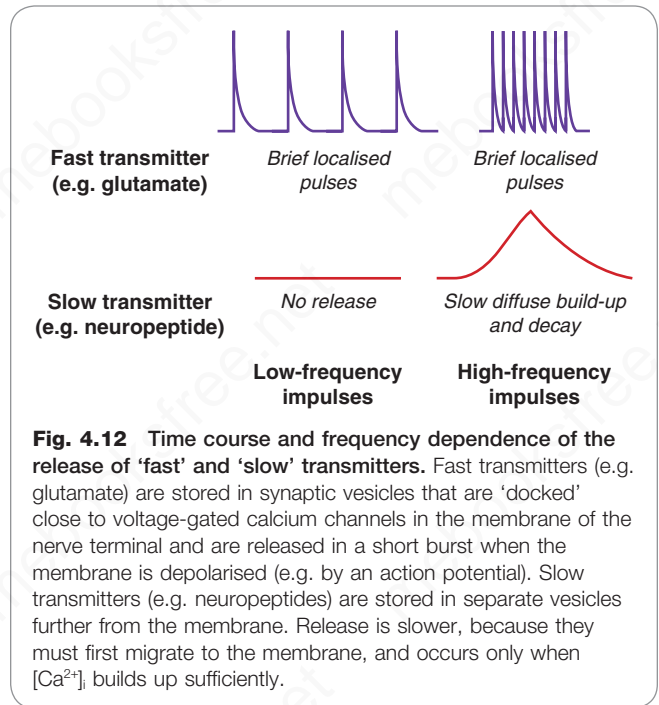 Fast transmitter
(e.g. glutamate)
Brief localised
pulses
Brief localised
pulses
Slow transmitter
(e.g. neuropeptide)
No release
Slow diffuse build-up
and decay
Low-frequency
impulses
High-frequency
impulses
Fig. 4.12 Time course and frequency dependence of the
release of ‘fast’ and ‘slow’ transmitters. Fast transmitters (e.g.
glutamate) are stored in synaptic vesicles that are ‘docked’
close to voltage-gated calcium channels in the membrane of the
nerve terminal and are released in a short burst when the
membrane is depolarised (e.g. by an action potential). Slow
transmitters (e.g. neuropeptides) are stored in separate vesicles
further from the membrane. Release is slower, because they
must first migrate to the membrane, and occurs only when
[Ca²⁺]ᵢ builds up sufficiently.